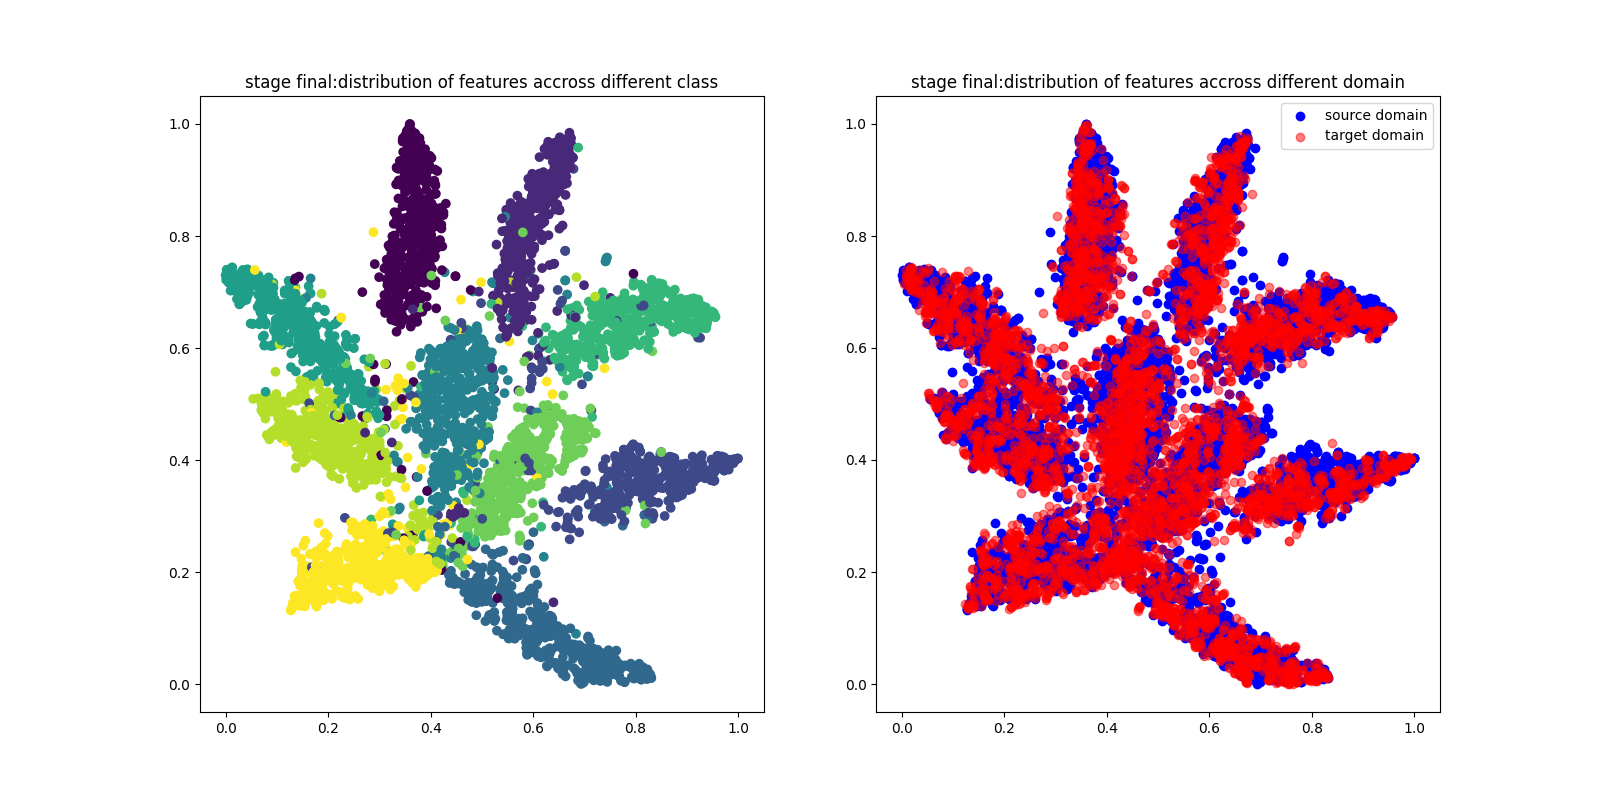 stage final:distribution of features accross different class
1.0
0.8
0.6
0.4
0.2
0.0
0.0 0.2 0.4 0.6 0.8 1.0
stage final:distribution of features accross different domain
source domain
target domain
1.0
0.8
0.6
0.4
0.2
0.0
0.0 0.2 0.4 0.6 0.8 1.0